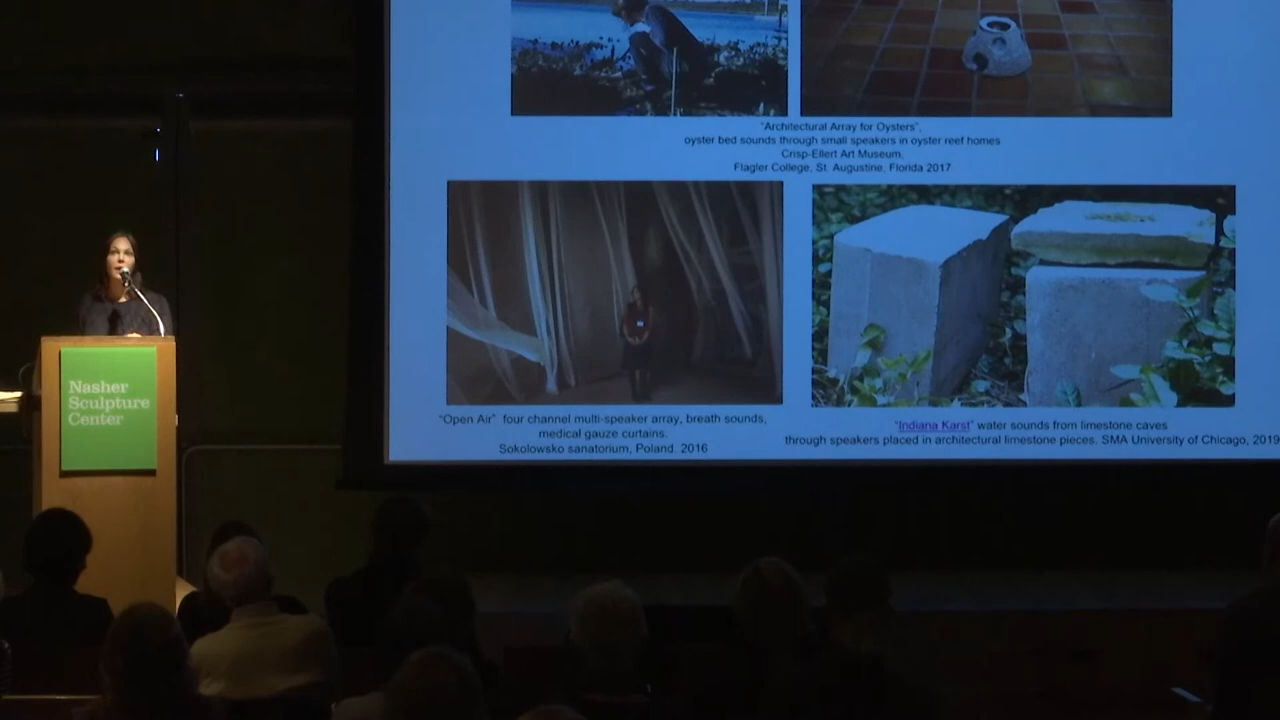 "Architectural Array for Oysters",
oyster bed sounds through small speakers in oyster reef homes
Crisp-Ellert Art Museum,
Flagler College, St. Augustine, Florida 2017
Nasher
Sculpture
Center
"Open Air" four channel multi-speaker array, breath sounds,
medical gauze curtains.
Sokolowsko sanatorium, Poland. 2016
"Indiana Karst" water sounds from limestone caves
through speakers placed in architectural limestone pieces. SMA University of Chicago, 2019